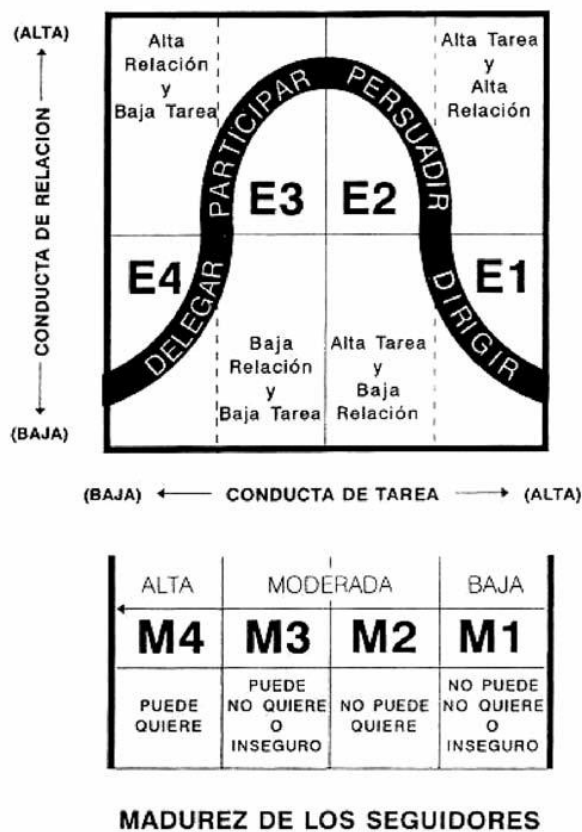 (ALTA)
CONDUCTA DE RELACION
(BAJA)
Alta
Relación
y
Baja Tarea
Alta Tarea
y
Alta
Relación
PARTICIPAR
PERSUADIR
E3
E2
E4
E1
DELEGAR
DIRIGIR
Baja
Relación
y
Baja Tarea
Alta Tarea
y
Baja
Relación
(BAJA) CONDUCTA DE TAREA (ALTA)
ALTA MODERADA BAJA
M4 M3 M2 M1
PUEDE
QUIERE
PUEDE
NO QUIERE
O
INSEGURO
NO PUEDE
QUIERE
NO PUEDE
NO QUIERE
O
INSEGURO
MADUREZ DE LOS SEGUIDORES